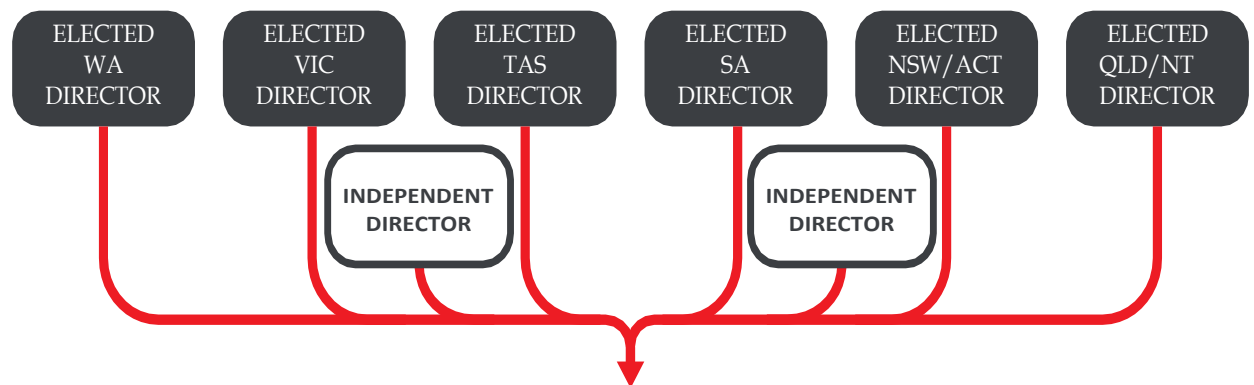 ELECTED
WA
DIRECTOR
ELECTED
VIC
DIRECTOR
ELECTED
TAS
DIRECTOR
ELECTED
SA
DIRECTOR
ELECTED
NSW/ACT
DIRECTOR
ELECTED
QLD/NT
DIRECTOR
INDEPENDENT
DIRECTOR
INDEPENDENT
DIRECTOR